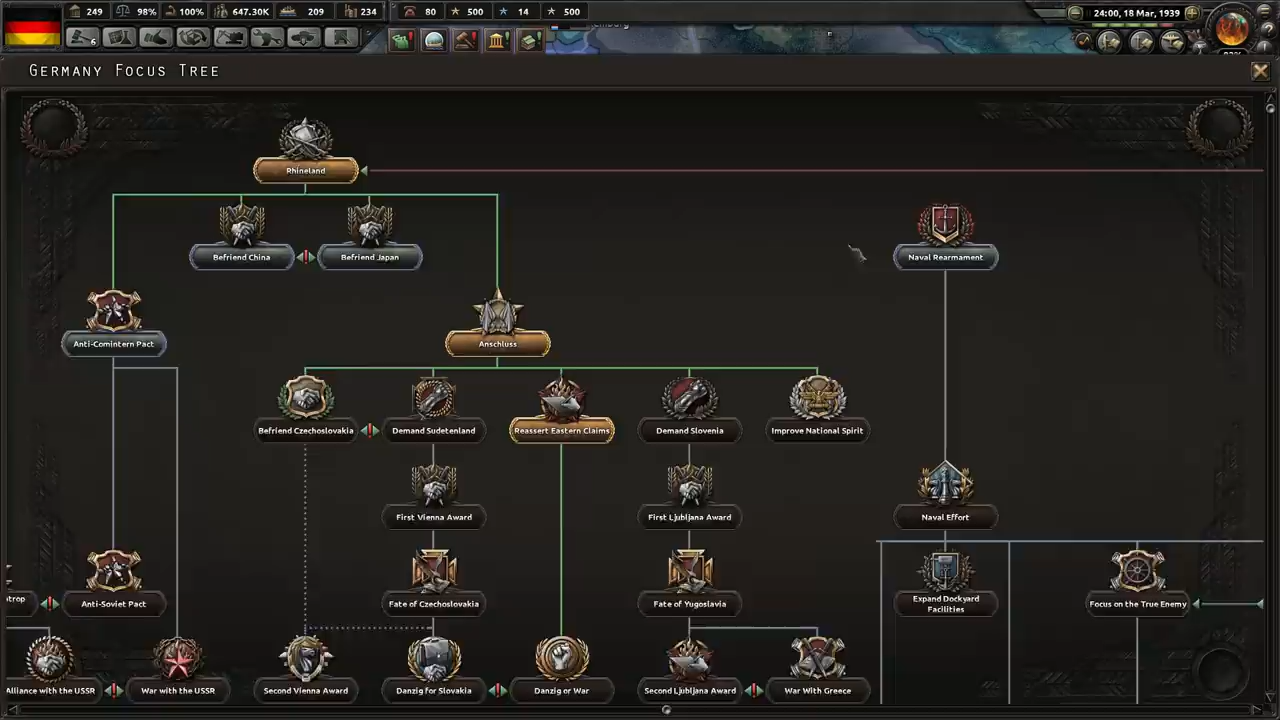 249 98% 100% 647.30K 209 234 80 500 14 500 24:00, 18 Mar, 1939
6
Germany Focus Tree
Rhineland
Befriend China Befriend Japan Naval Rearmament
Anti-Comintern Pact Anschluss
Befriend Czechoslovakia Demand Sudetenland Reassert Eastern Claims Demand Slovenia Improve National Spirit
First Vienna Award First Ljubljana Award Naval Effort
trop Anti-Soviet Pact Fate of Czechoslovakia Fate of Yugoslavia Expand Dockyard Facilities Focus on the True Enemy
Alliance with the USSR War with the USSR Second Vienna Award Danzig for Slovakia Danzig or War Second Ljubljana Award War With Greece